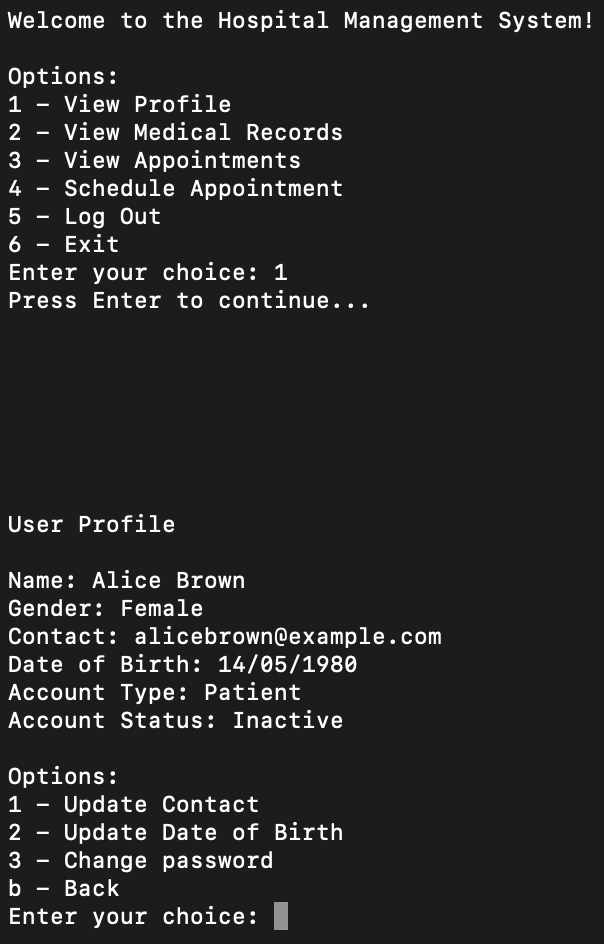 Welcome to the Hospital Management System!
Options:
1 – View Profile
2 – View Medical Records
3 – View Appointments
4 – Schedule Appointment
5 – Log Out
6 – Exit
Enter your choice: 1
Press Enter to continue...
User Profile
Name: Alice Brown
Gender: Female
Contact: alicebrown@example.com
Date of Birth: 14/05/1980
Account Type: Patient
Account Status: Inactive
Options:
1 – Update Contact
2 – Update Date of Birth
3 – Change password
b – Back
Enter your choice: